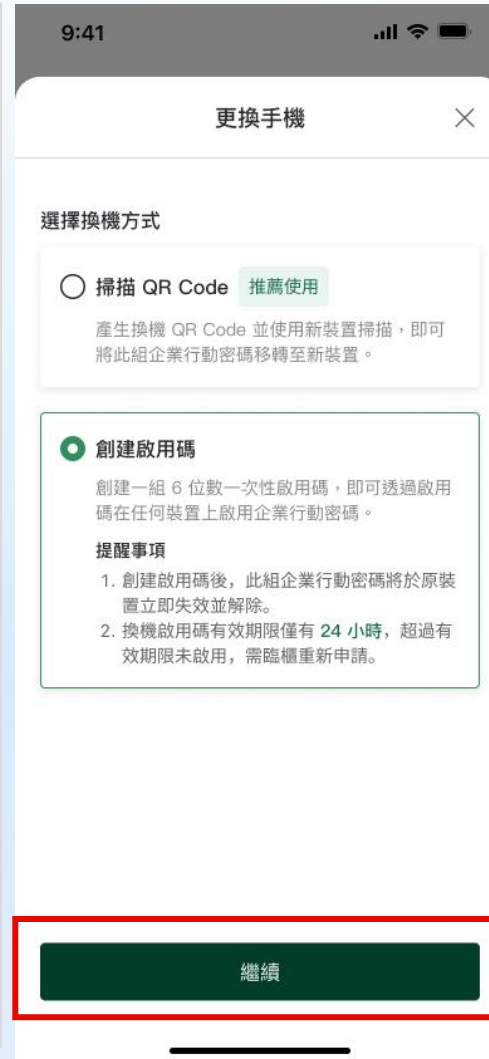 9:41
更換手機
選擇換機方式
掃描 QR Code 推薦使用
產生換機 QR Code 並使用新裝置掃描，即可
將此組企業行動密碼移轉至新裝置。
創建啟用碼
創建一組 6 位數一次性啟用碼，即可透過啟用
碼在任何裝置上啟用企業行動密碼。
提醒事項
1. 創建啟用碼後，此組企業行動密碼將於原裝
置立即失效並解除。
2. 換機啟用碼有效期限僅有 24 小時，超過有
效期限未啟用，需臨櫃重新申請。
繼續